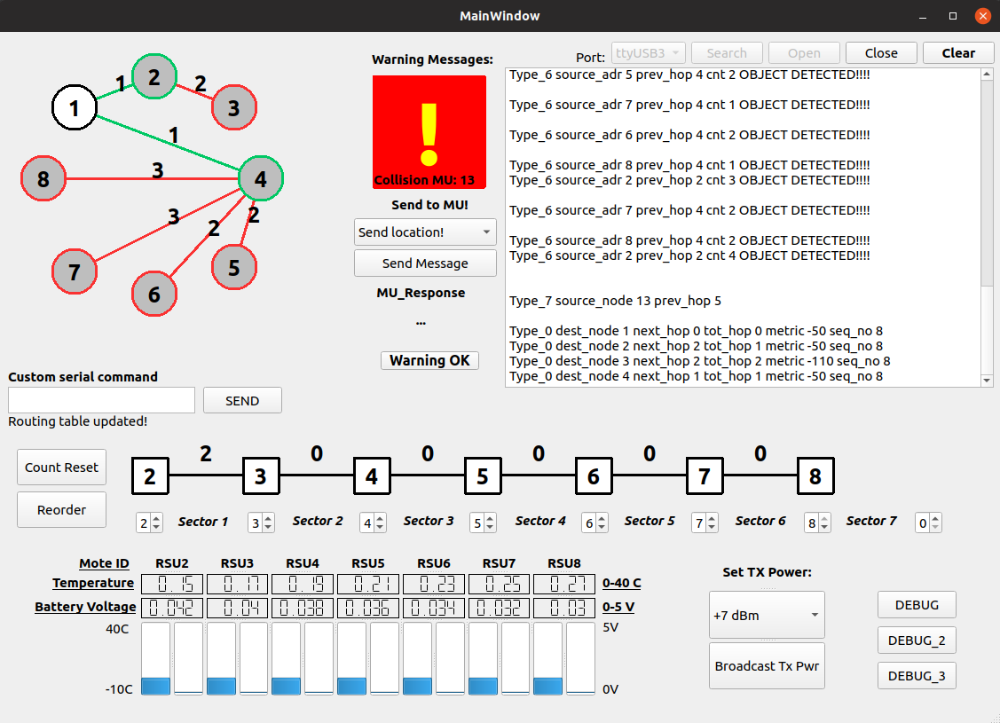 MainWindow
Port:
ttyUSB3
Search
Open
Close
Clear
1
2
2
3
1
1
8
3
4
3
2
2
7
6
5
Warning Messages:
!
Collision MU: 13
Send to MU!
Send location!
Send Message
MU_Response
...
Warning OK
Type_6 source_adr 5 prev_hop 4 cnt 2 OBJECT DETECTED!!!!
Type_6 source_adr 7 prev_hop 4 cnt 1 OBJECT DETECTED!!!!
Type_6 source_adr 6 prev_hop 4 cnt 2 OBJECT DETECTED!!!!
Type_6 source_adr 8 prev_hop 4 cnt 1 OBJECT DETECTED!!!!
Type_6 source_adr 2 prev_hop 2 cnt 3 OBJECT DETECTED!!!!
Type_6 source_adr 7 prev_hop 4 cnt 2 OBJECT DETECTED!!!!
Type_6 source_adr 8 prev_hop 4 cnt 2 OBJECT DETECTED!!!!
Type_6 source_adr 2 prev_hop 2 cnt 4 OBJECT DETECTED!!!!
Type_7 source_node 13 prev_hop 5
Type_0 dest_node 1 next_hop 0 tot_hop 0 metric -50 seq_no 8
Type_0 dest_node 2 next_hop 2 tot_hop 1 metric -50 seq_no 8
Type_0 dest_node 3 next_hop 2 tot_hop 2 metric -110 seq_no 8
Type_0 dest_node 4 next_hop 1 tot_hop 1 metric -50 seq_no 8
Custom serial command
SEND
Routing table updated!
Count Reset
Reorder
2 0 0 0 0 0
2 3 4 5 6 7 8
2 Sector 1 3 Sector 2 4 Sector 3 5 Sector 4 6 Sector 5 7 Sector 6 8 Sector 7 0
Mote ID RSU2 RSU3 RSU4 RSU5 RSU6 RSU7 RSU8
Temperature 0.15 0.17 0.19 0.21 0.23 0.25 0.27 0-40 C
Battery Voltage 0.042 0.04 0.038 0.036 0.034 0.032 0.03 0-5 V
40C 5V
-10C 0V
Set TX Power:
+7 dBm
Broadcast Tx Pwr
DEBUG
DEBUG_2
DEBUG_3